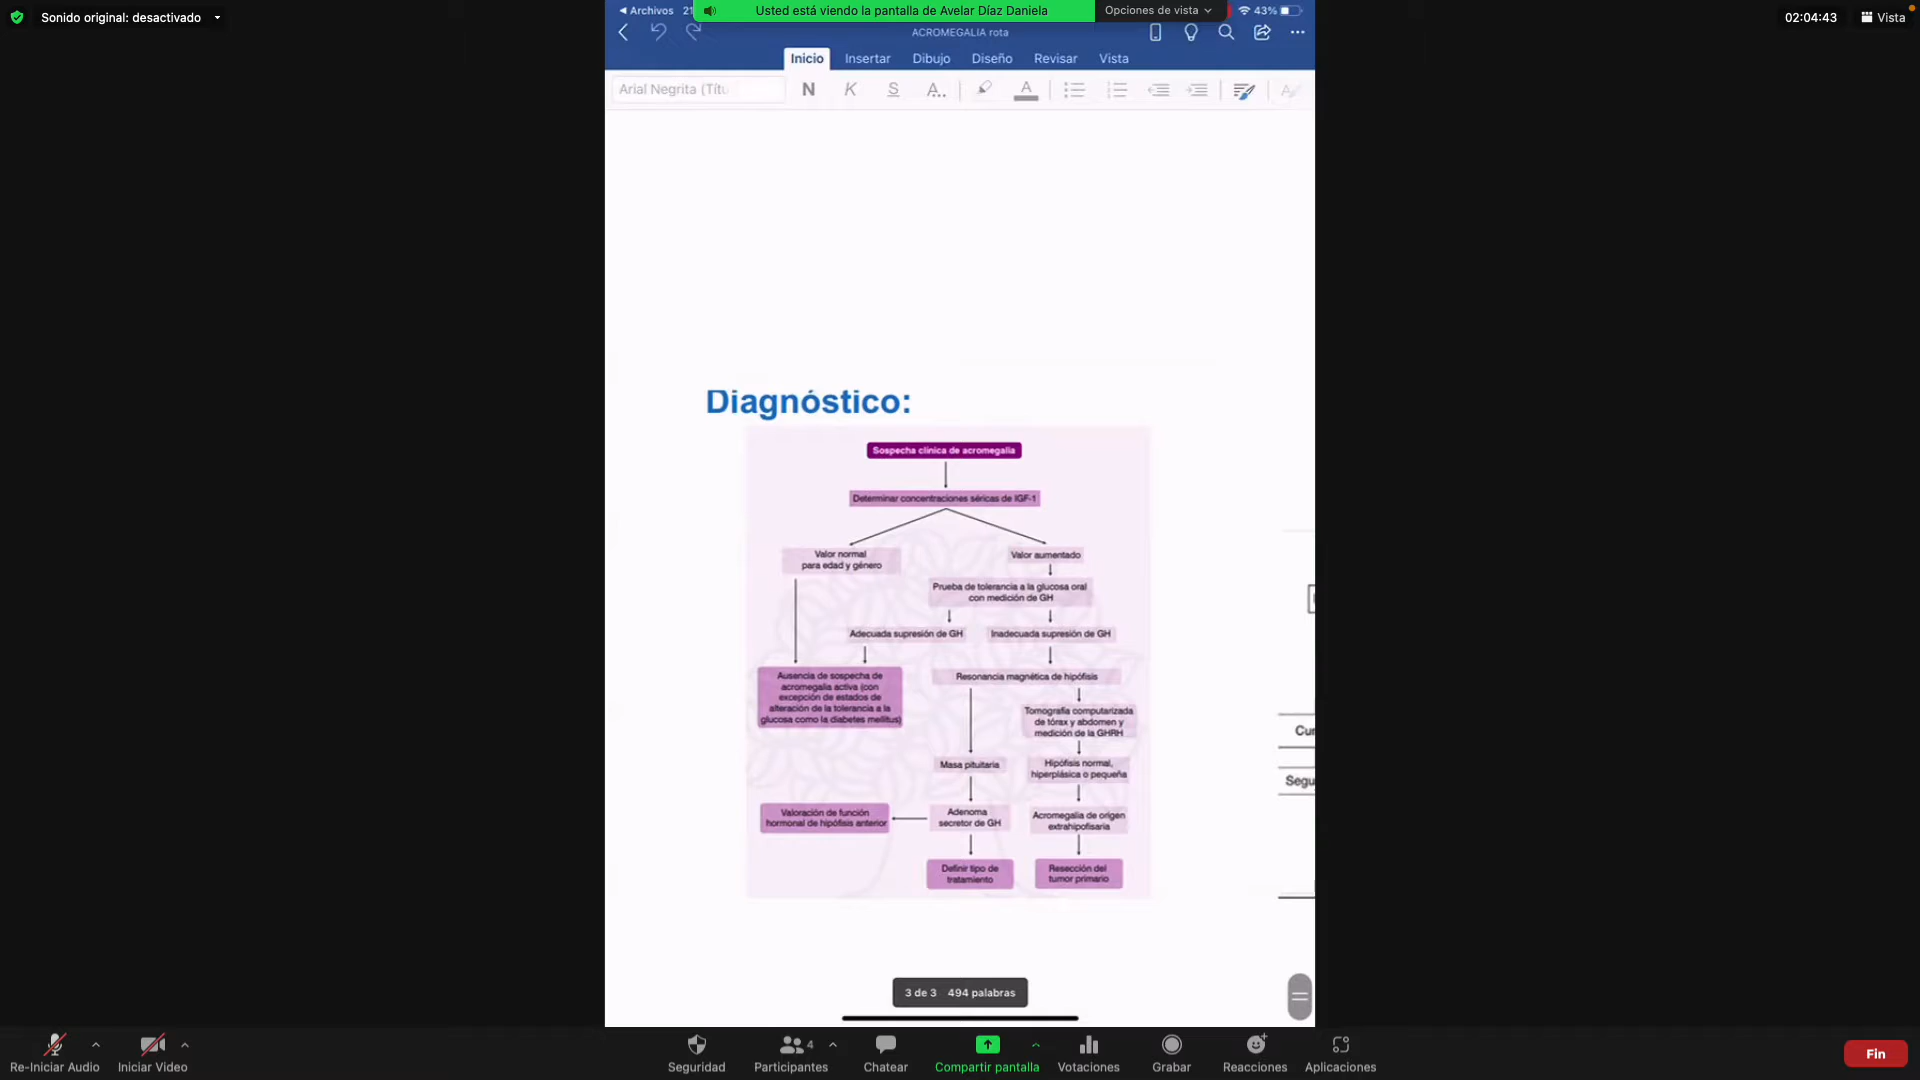 Sonido original: desactivado
Archivos 21
Usted está viendo la pantalla de Avelar Díaz Daniela
Opciones de vista
43%
02:04:43
Vista
ACROMEGALIA rota
Inicio
Insertar
Dibujo
Diseño
Revisar
Vista
Arial Negrita (Títu
N
K
S
A..
A
Diagnóstico:
Sospecha clínica de acromegalia
Determinar concentraciones séricas de IGF-1
Valor normal
para edad y género
Valor aumentado
Prueba de tolerancia a la glucosa oral
con medición de GH
Adecuada supresión de GH
Inadecuada supresión de GH
Ausencia de sospecha de
acromegalia activa (con
excepción de estados de
alteración de la tolerancia a la
glucosa como la diabetes mellitus)
Resonancia magnética de hipófisis
Tomografía computarizada
de tórax y abdomen y
medición de la GHRH
Masa pituitaria
Hipófisis normal,
hiperplásica o pequeña
Valoración de función
hormonal de hipófisis anterior
Adenoma
secretor de GH
Acromegalia de origen
extrahipofisaria
Definir tipo de
tratamiento
Resección del
tumor primario
Cur
Segu
3 de 3 494 palabras
Re-Iniciar Audio
Iniciar Video
Seguridad
4
Participantes
Chatear
Compartir pantalla
Votaciones
Grabar
Reacciones
Aplicaciones
Fin